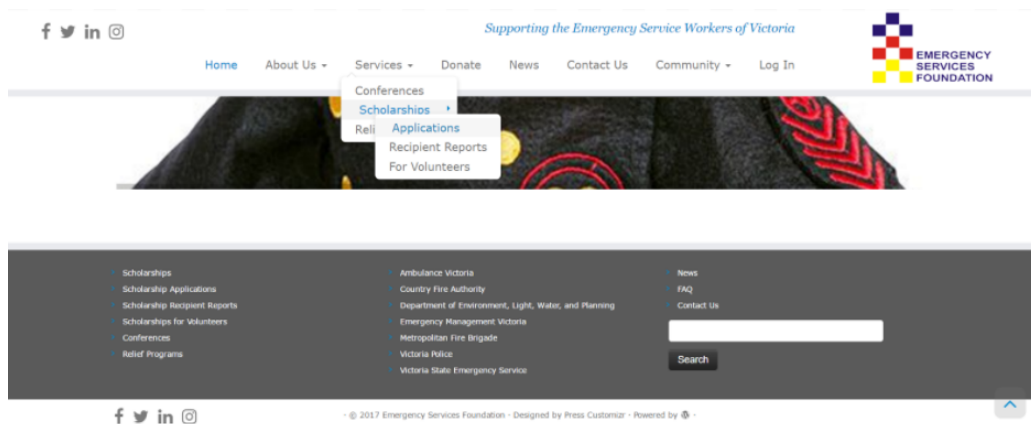 Supporting the Emergency Service Workers of Victoria
EMERGENCY
SERVICES
FOUNDATION
Home About Us Services Donate News Contact Us Community Log In
Conferences
Scholarships
Reli
Applications
Recipient Reports
For Volunteers
Scholarships
Scholarship Applications
Scholarship Recipient Reports
Scholarships for Volunteers
Conferences
Relief Programs
Ambulance Victoria
Country Fire Authority
Department of Environment, Light, Water, and Planning
Emergency Management Victoria
Metropolitan Fire Brigade
Victoria Police
Victoria State Emergency Service
News
FAQ
Contact Us
Search
· © 2017 Emergency Services Foundation · Designed by Press Customizr · Powered by ·